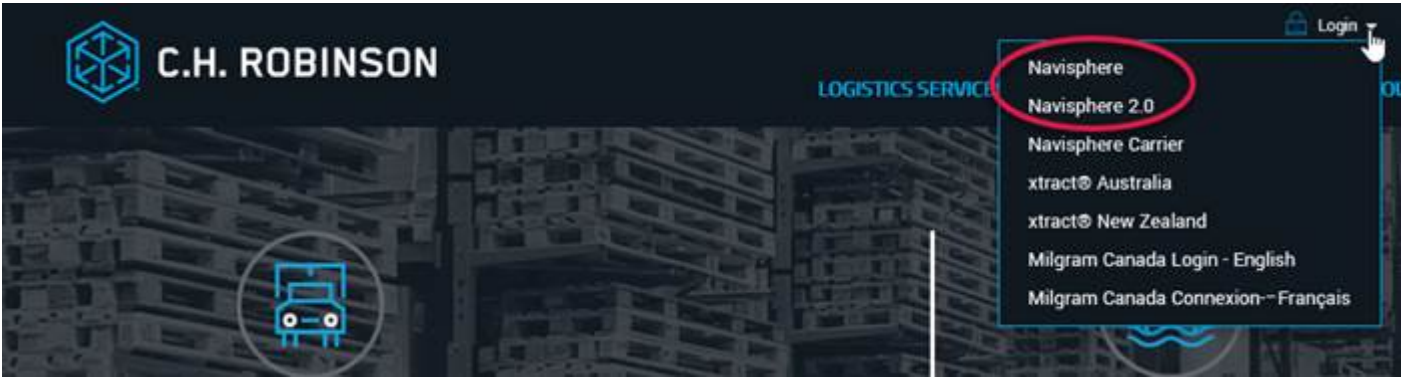 Login
C.H. ROBINSON
LOGISTICS SERVICE
Navisphere
Navisphere 2.0
Navisphere Carrier
xtract® Australia
xtract® New Zealand
Milgram Canada Login - English
Milgram Canada Connexion--Français